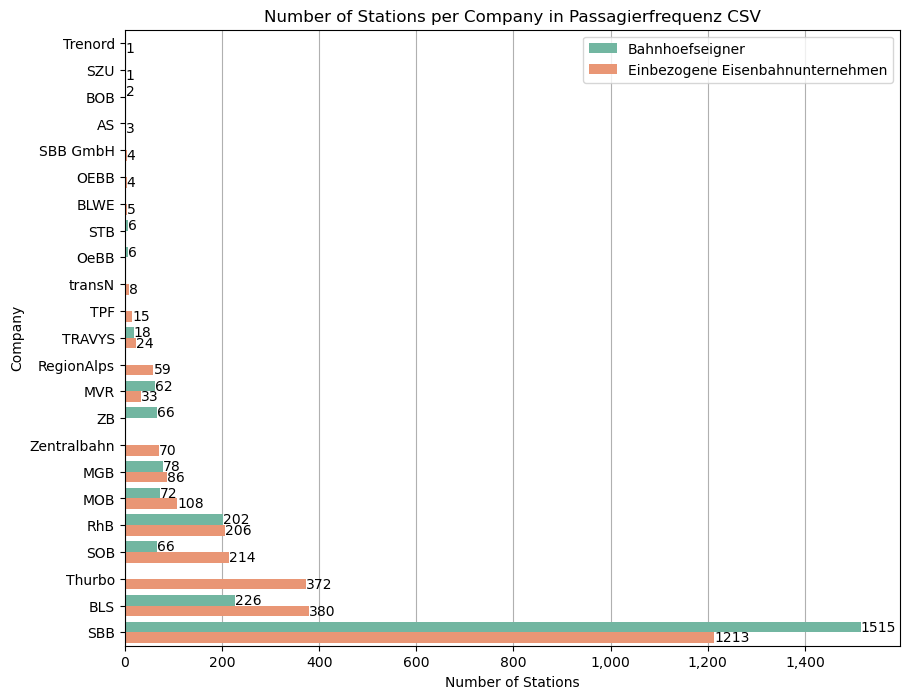 Number of Stations per Company in Passagierfrequenz CSV
Bahnhoefseigner
Einbezogene Eisenbahnunternehmen
Company
Trenord
1
SZU
1
BOB
2
AS
3
SBB GmbH
4
OEBB
4
BLWE
5
STB
6
OeBB
6
transN
8
TPF
15
TRAVYS
18
24
RegionAlps
59
MVR
62
33
ZB
66
Zentralbahn
70
MGB
78
86
MOB
72
108
RhB
202
206
SOB
66
214
Thurbo
372
BLS
226
380
SBB
1515
1213
0 200 400 600 800 1,000 1,200 1,400
Number of Stations